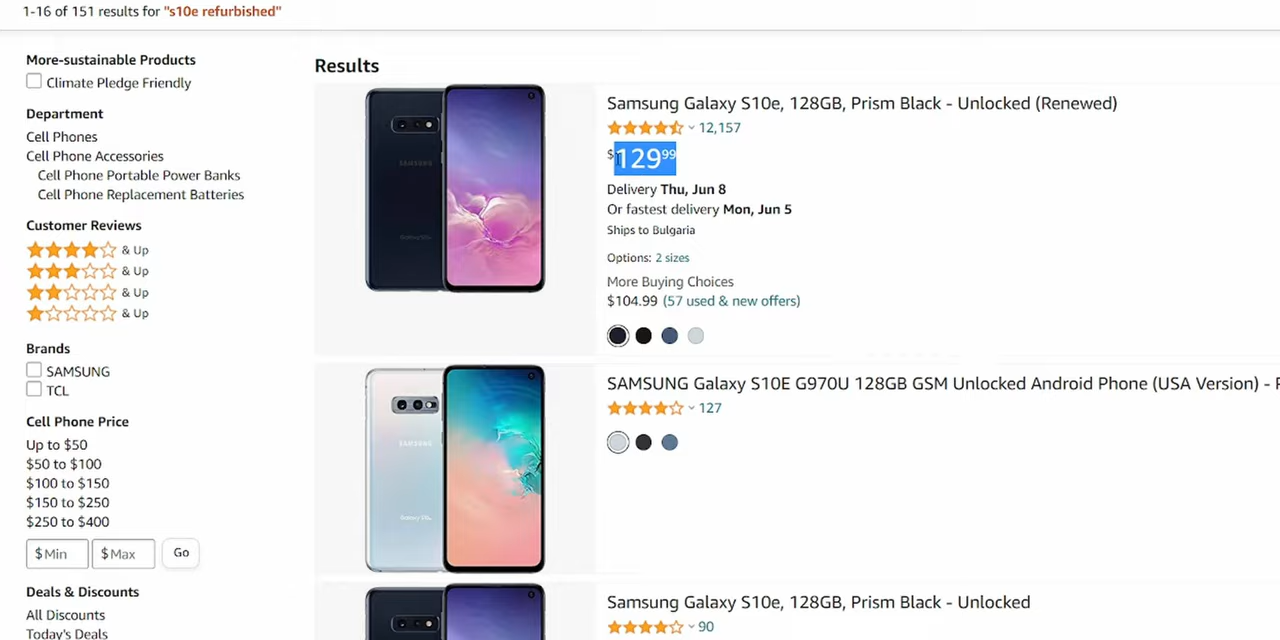 1-16 of 151 results for "s10e refurbished"
More-sustainable Products
Climate Pledge Friendly
Department
Cell Phones
Cell Phone Accessories
Cell Phone Portable Power Banks
Cell Phone Replacement Batteries
Customer Reviews
& Up
& Up
& Up
& Up
Brands
SAMSUNG
TCL
Cell Phone Price
Up to $50
$50 to $100
$100 to $150
$150 to $250
$250 to $400
$ Min $ Max Go
Deals & Discounts
All Discounts
Today's Deals
Results
SAMSUNG
Samsung Galaxy S10e, 128GB, Prism Black - Unlocked (Renewed)
12,157
$129.99
Delivery Thu, Jun 8
Or fastest delivery Mon, Jun 5
Ships to Bulgaria
Options: 2 sizes
More Buying Choices
$104.99 (57 used & new offers)
SAMSUNG
SAMSUNG Galaxy S10E G970U 128GB GSM Unlocked Android Phone (USA Version) -
127
Samsung Galaxy S10e, 128GB, Prism Black - Unlocked
90